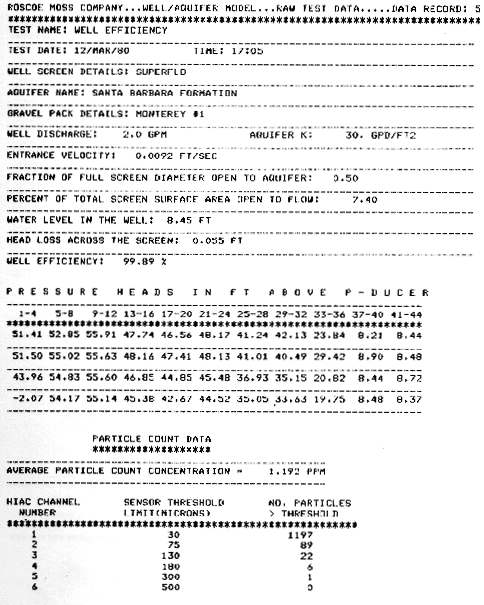 ROSCOE MOSS COMPANY...WELL/AQUIFER MODEL...RAW TEST DATA.....DATA RECORD: 5
TEST NAME: WELL EFFICIENCY
TEST DATE: 12/MAR/80 TIME: 17:05
WELL SCREEN DETAILS: SUPERFLO
AQUIFER NAME: SANTA BARBARA FORMATION
GRAVEL PACK DETAILS: MONTEREY #1
WELL DISCHARGE: 2.0 GPM AQUIFER K: 30. GPD/FT2
ENTRANCE VELOCITY: 0.0092 FT/SEC
FRACTION OF FULL SCREEN DIAMETER OPEN TO AQUIFER: 0.50
PERCENT OF TOTAL SCREEN SURFACE AREA OPEN TO FLOW: 7.40
WATER LEVEL IN THE WELL: 8.45 FT
HEAD LOSS ACROSS THE SCREEN: 0.055 FT
WELL EFFICIENCY: 99.89 %
PRESSURE HEADS IN FT ABOVE P-DUCER
1-4 5-8 9-12 13-16 17-20 21-24 25-28 29-32 33-36 37-40 41-44
51.41 52.85 55.91 47.74 46.56 48.17 41.24 42.13 23.84 8.21 8.44
51.50 55.02 55.63 48.16 47.41 48.13 41.01 40.49 29.42 8.90 8.48
43.96 54.83 55.60 46.85 44.85 45.48 36.93 35.15 20.82 8.44 8.72
-2.07 54.17 55.14 45.38 42.67 44.52 35.05 33.63 19.75 8.48 8.37
PARTICLE COUNT DATA
*******************
AVERAGE PARTICLE COUNT CONCENTRATION = 1.192 PPM
HIAC CHANNEL SENSOR THRESHOLD NO. PARTICLES
NUMBER LIMIT(MICRONS) > THRESHOLD
1 30 1197
2 75 89
3 130 22
4 180 6
5 300 1
6 500 0